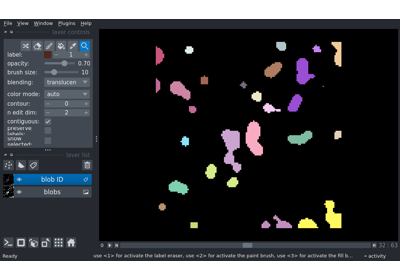 File View Window Plugins Help
layer controls
label: 1
opacity: 0.70
brush size: 10
blending: translucent
color mode: auto
contour: 0
n edit dim: 2
contiguous: ✓
preserve labels:
show selected:
layer list
blob ID
blobs
32 63
Ready use <1> for activate the label eraser, use <2> for activate the paint brush, use <3> for activate the fill b... activity